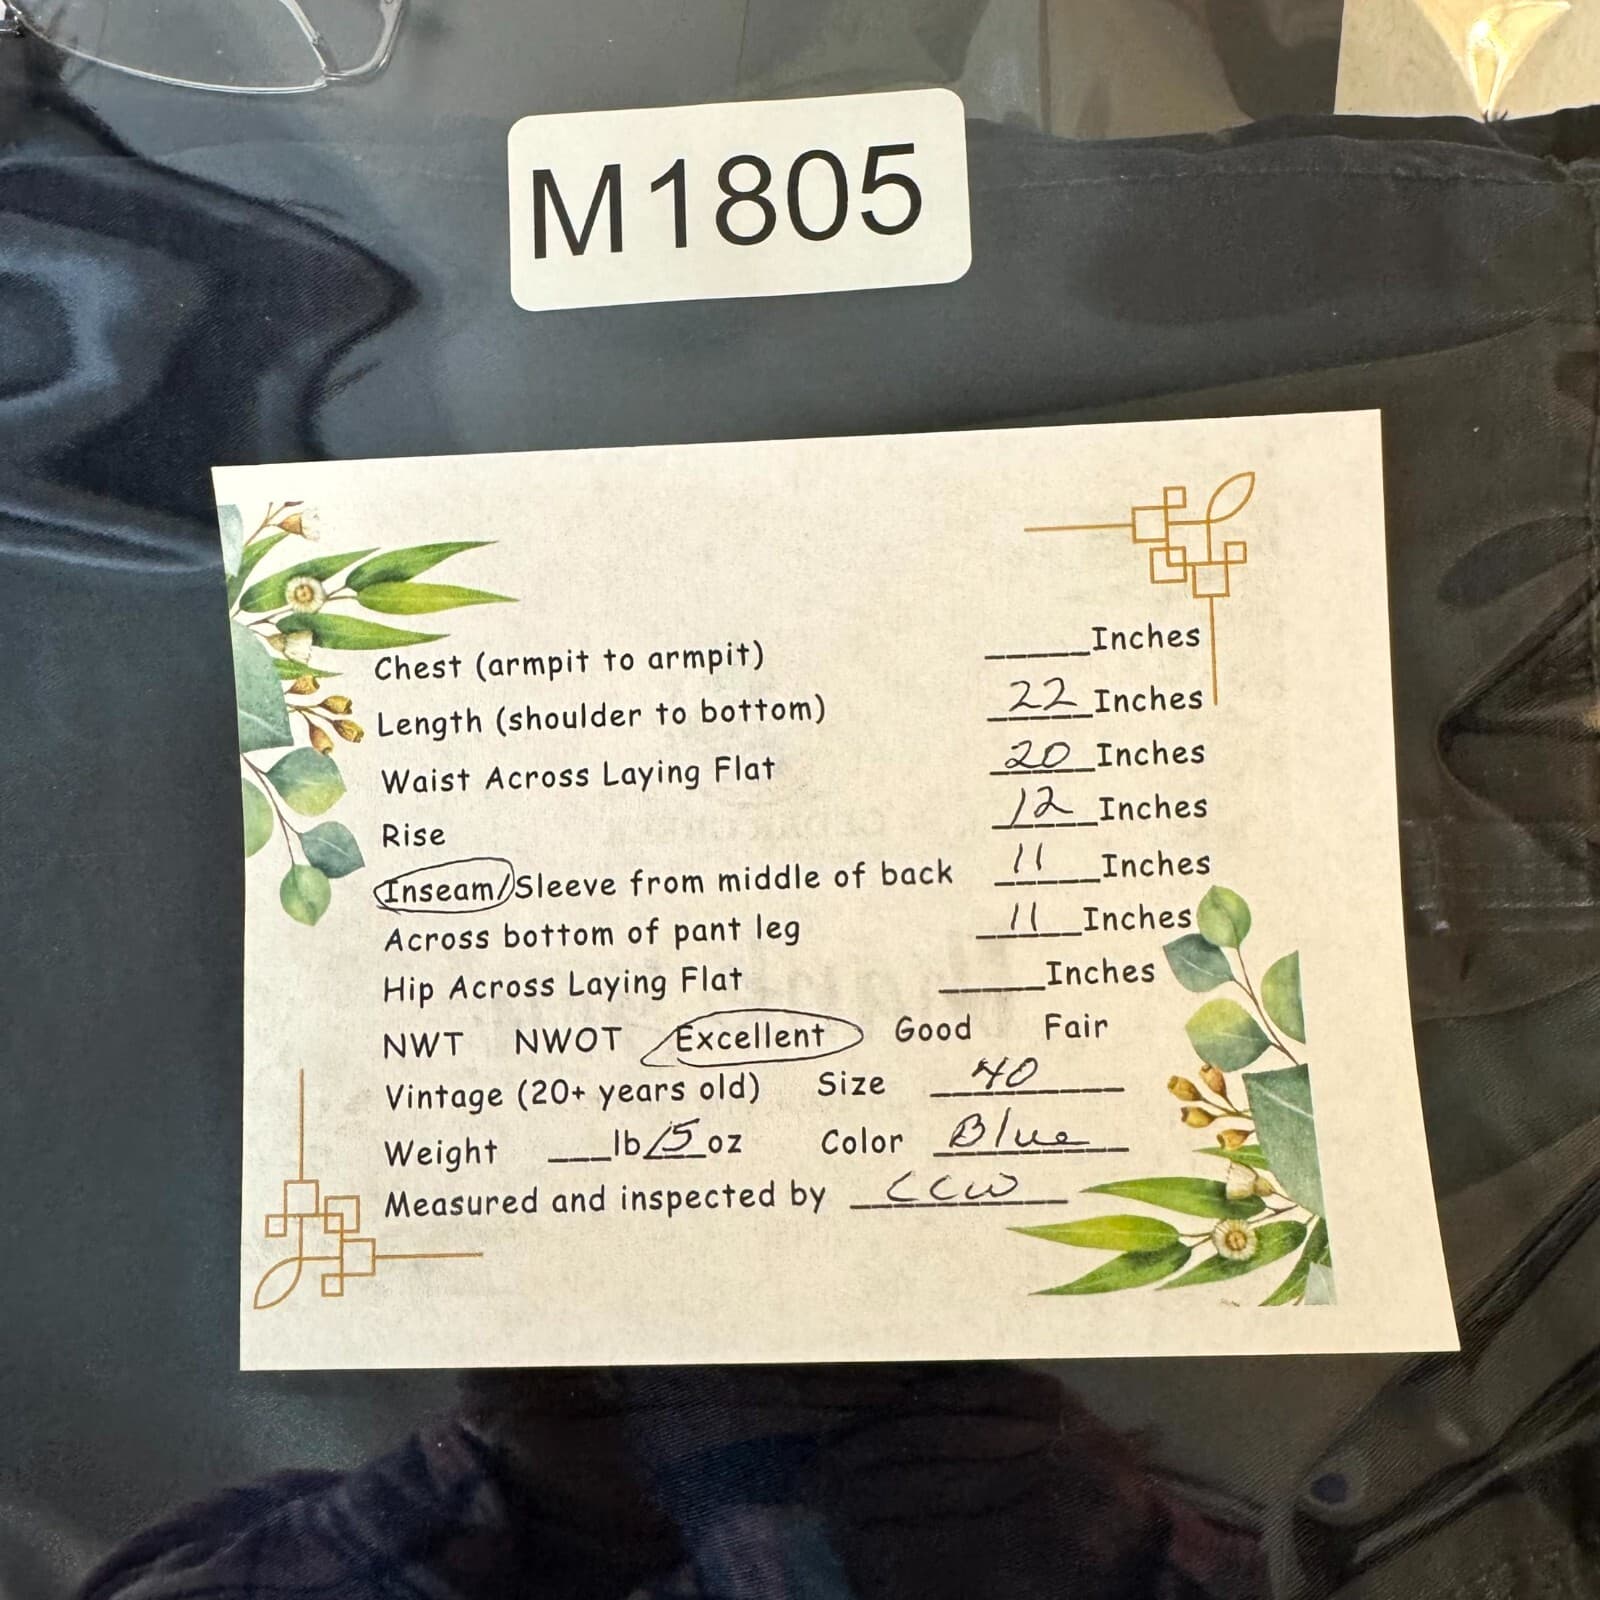 M1805
Chest (armpit to armpit) _____Inches
Length (shoulder to bottom) 22 Inches
Waist Across Laying Flat 20 Inches
Rise 12 Inches
Inseam/Sleeve from middle of back 11 Inches
Across bottom of pant leg 11 Inches
Hip Across Laying Flat _____Inches
NWT NWOT Excellent Good Fair
Vintage (20+ years old) Size 40
Weight ___lb 15 oz Color Blue
Measured and inspected by CCW